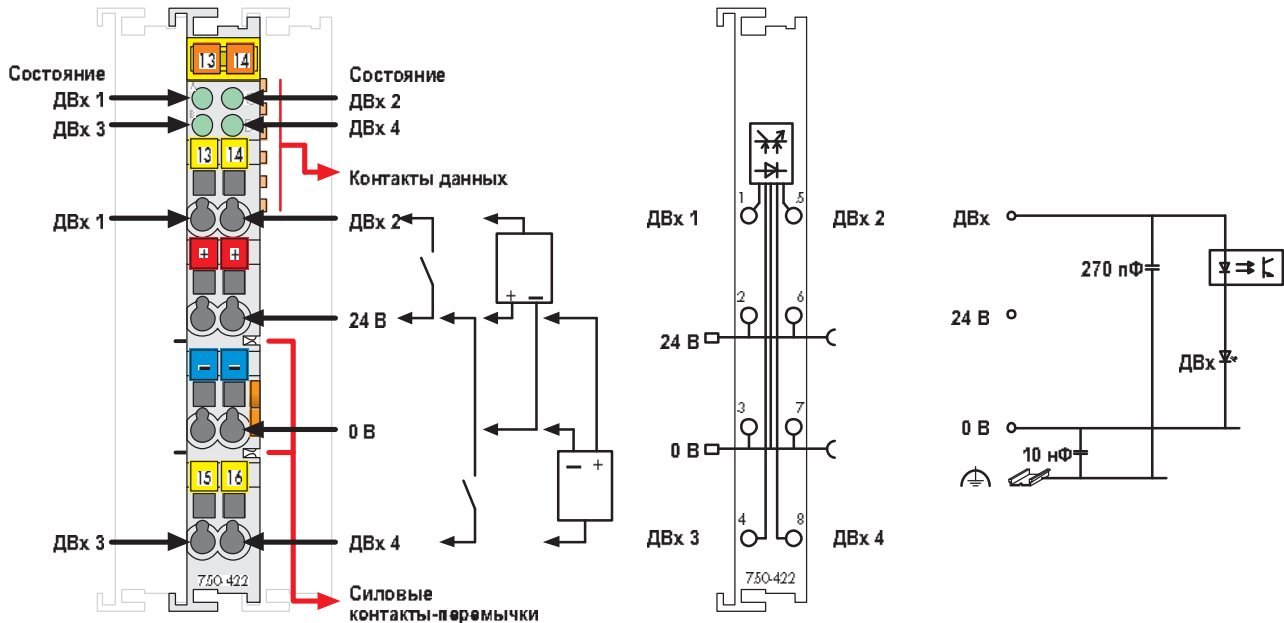 13 14
Состояние
ДВх 1
ДВх 3
Состояние
ДВх 2
ДВх 4
13 14
Контакты данных
ДВх 1
ДВх 2
+ +
24 В
− −
0 В
15 16
ДВх 3
ДВх 4
750-422
Силовые
контакты-перемычки
+ −
− +
1 5
ДВх 1
ДВх 2
2 6
24 В
3 7
0 В
4 8
ДВх 3
ДВх 4
750-422
ДВх
270 пФ
24 В
ДВх
0 В
10 нФ